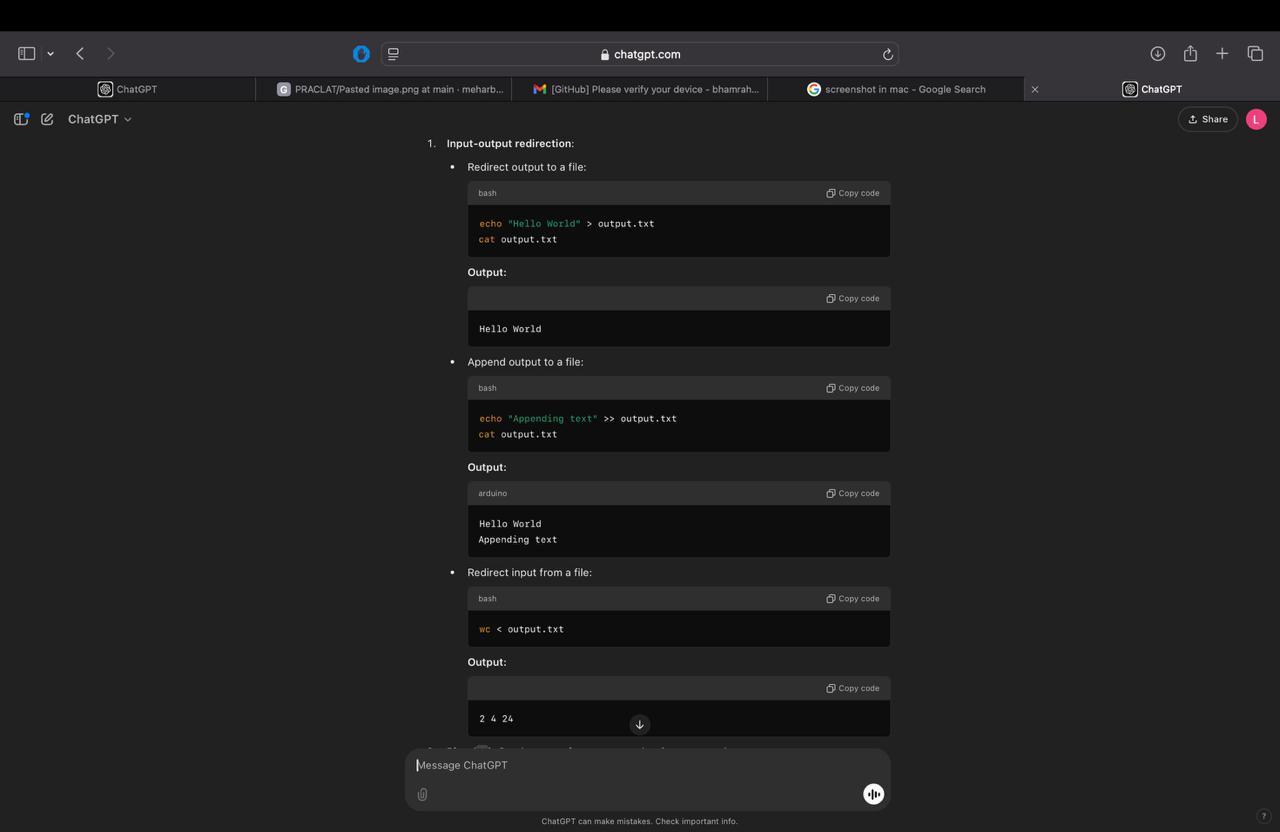 chatgpt.com
ChatGPT
PRACLAT/Pasted image.png at main · meharb...
[GitHub] Please verify your device - bhamrah...
screenshot in mac - Google Search
ChatGPT
ChatGPT
Share
L
1. Input-output redirection:
• Redirect output to a file:
bash
Copy code
echo "Hello World" > output.txt
cat output.txt
Output:
Copy code
Hello World
• Append output to a file:
bash
Copy code
echo "Appending text" >> output.txt
cat output.txt
Output:
arduino
Copy code
Hello World
Appending text
• Redirect input from a file:
bash
Copy code
wc < output.txt
Output:
Copy code
2 4 24
Message ChatGPT
ChatGPT can make mistakes. Check important info.
?